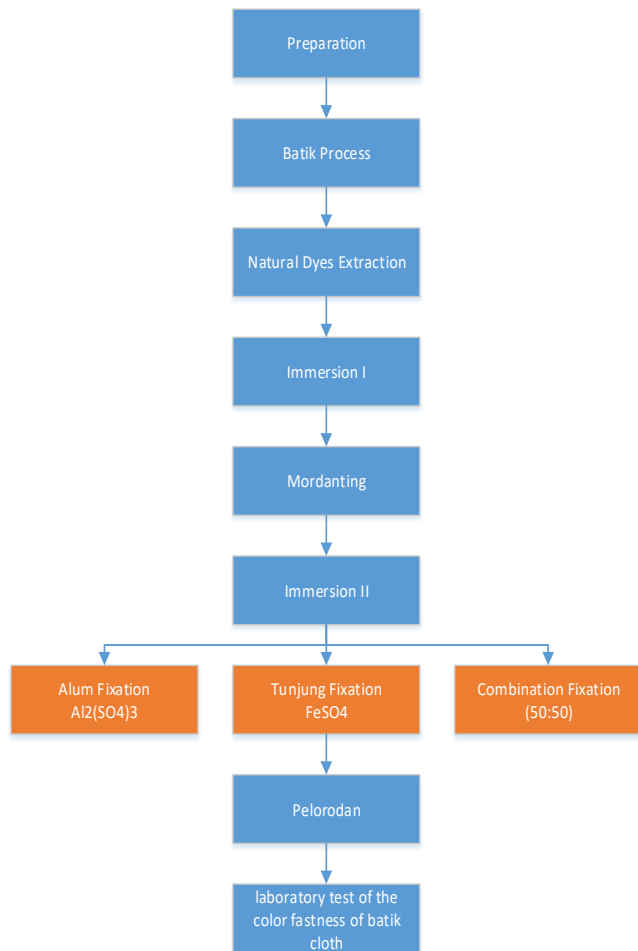 Preparation
Batik Process
Natural Dyes Extraction
Immersion I
Mordanting
Immersion II
Alum Fixation
Al2(SO4)3
Tunjung Fixation
FeSO4
Combination Fixation
(50:50)
Pelorodan
laboratory test of the
color fastness of batik
cloth